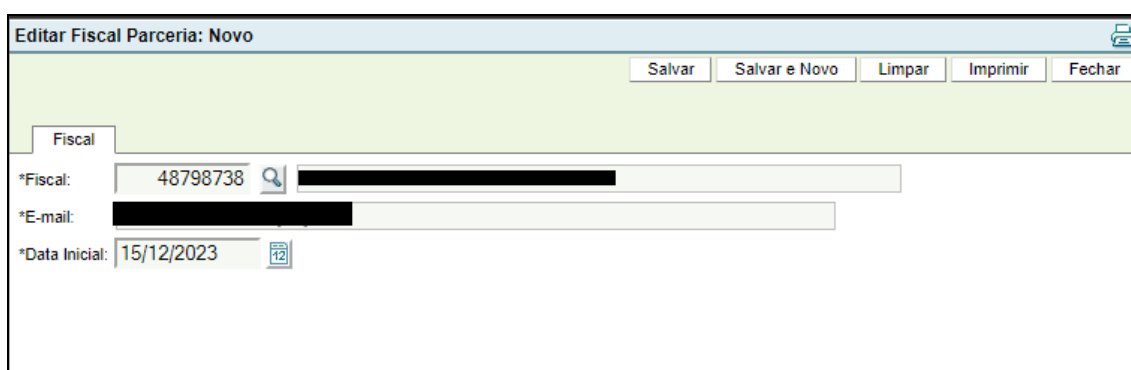 Editar Fiscal Parceria: Novo
Salvar Salvar e Novo Limpar Imprimir Fechar
Fiscal
*Fiscal: 48798738
*E-mail:
*Data Inicial: 15/12/2023 12